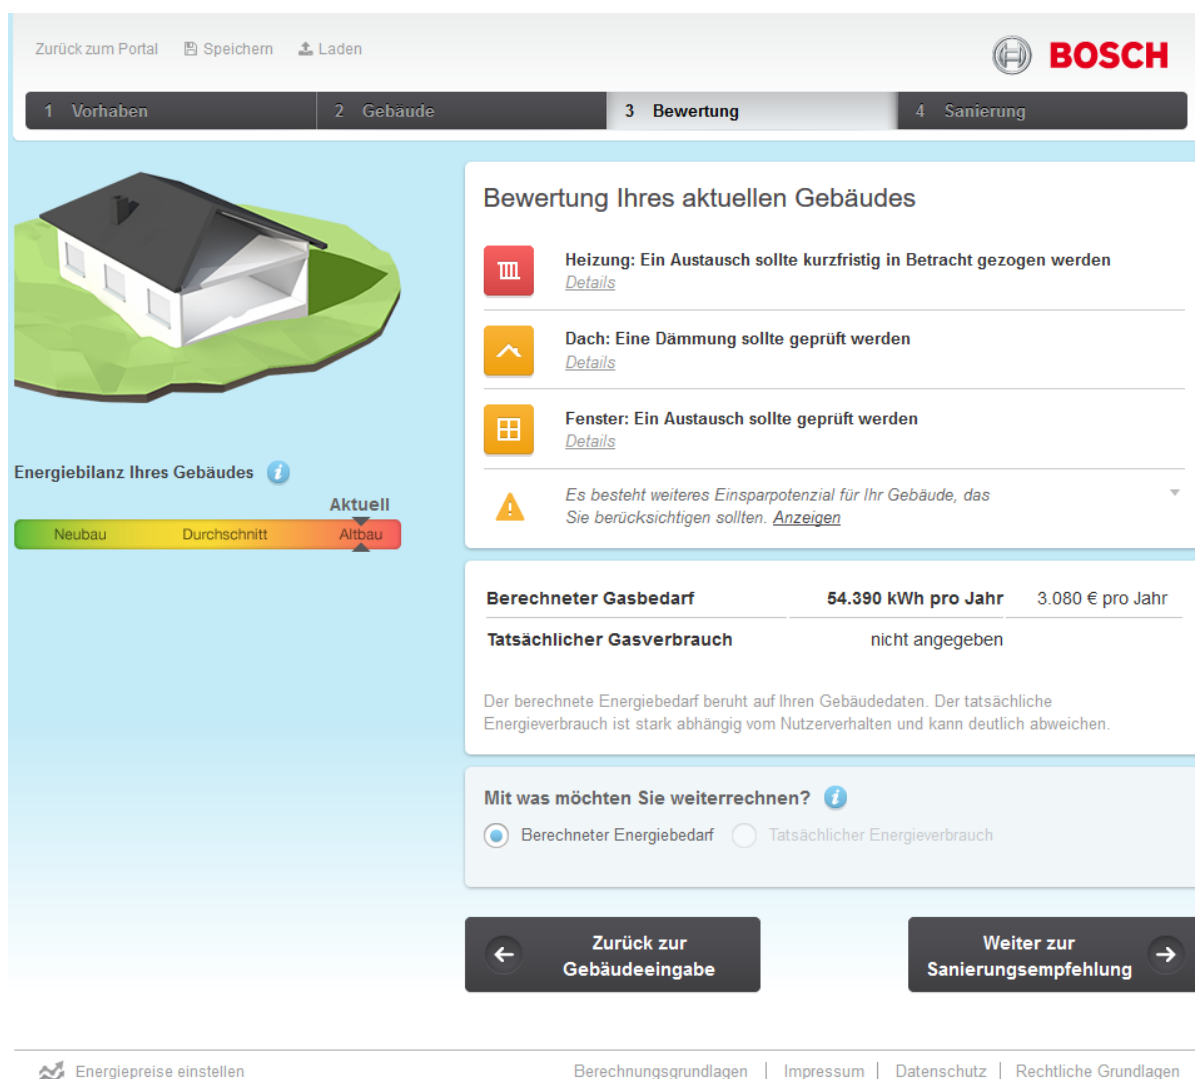 Zurück zum Portal Speichern Laden
BOSCH
1 Vorhaben 2 Gebäude 3 Bewertung 4 Sanierung
Bewertung Ihres aktuellen Gebäudes
Heizung: Ein Austausch sollte kurzfristig in Betracht gezogen werden
Details
Dach: Eine Dämmung sollte geprüft werden
Details
Fenster: Ein Austausch sollte geprüft werden
Details
Es besteht weiteres Einsparpotenzial für Ihr Gebäude, das
Sie berücksichtigen sollten. Anzeigen
Energiebilanz Ihres Gebäudes i
Aktuell
Neubau Durchschnitt Altbau
Berechneter Gasbedarf 54.390 kWh pro Jahr 3.080 € pro Jahr
Tatsächlicher Gasverbrauch nicht angegeben
Der berechnete Energiebedarf beruht auf Ihren Gebäudedaten. Der tatsächliche
Energieverbrauch ist stark abhängig vom Nutzerverhalten und kann deutlich abweichen.
Mit was möchten Sie weiterrechnen? i
Berechneter Energiebedarf Tatsächlicher Energieverbrauch
Zurück zur
Gebäudeeingabe
Weiter zur
Sanierungsempfehlung
Energiepreise einstellen Berechnungsgrundlagen | Impressum | Datenschutz | Rechtliche Grundlagen